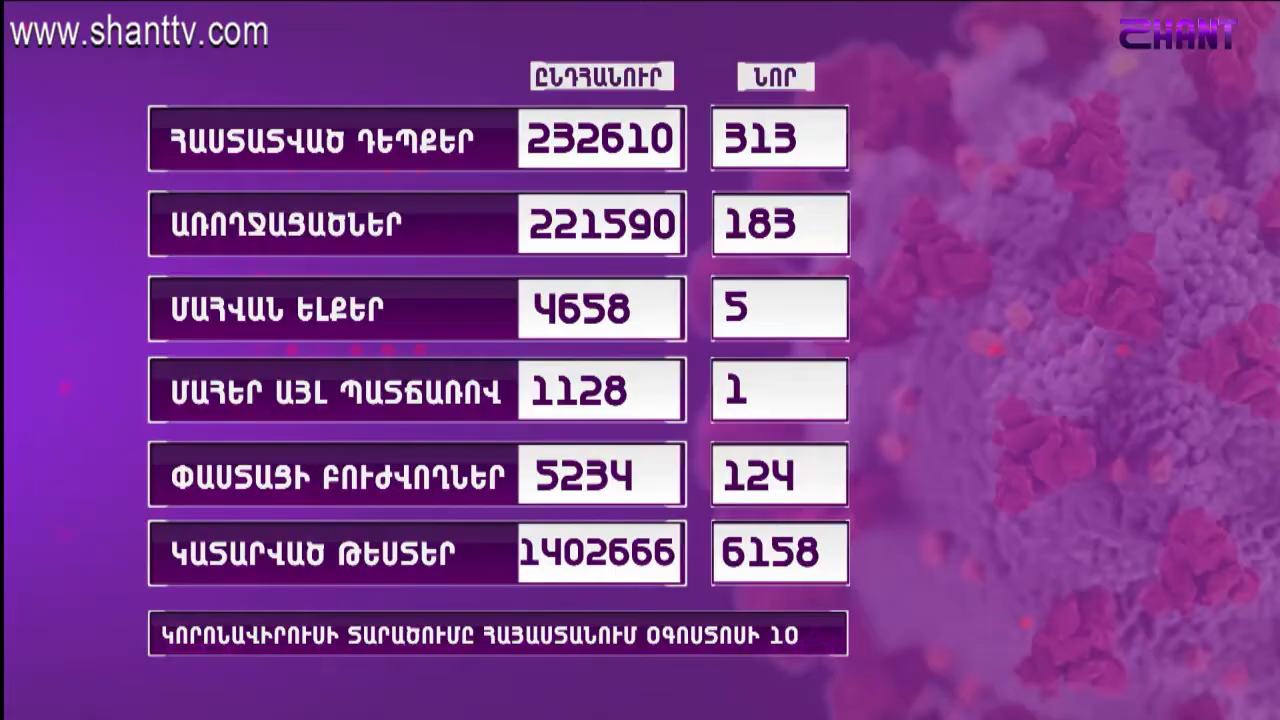 www.shanttv.com
SHANT
ԸՆԴՀԱՆՈՒՐ ՆՈՐ
ՀԱՍՏԱՏՎԱԾ ԴԵՊՔԵՐ 232610 313
ԱՌՈՂՋԱՑԱԾՆԵՐ 221590 183
ՄԱՀՎԱՆ ԵԼՔԵՐ 4658 5
ՄԱՀԵՐ ԱՅԼ ՊԱՏՃԱՌՈՎ 1128 1
ՓԱՍՏԱՑԻ ԲՈՒԺՎՈՂՆԵՐ 5234 124
ԿԱՏԱՐՎԱԾ ԹԵՍՏԵՐ 1402666 6158
ԿՈՐՈՆԱՎԻՐՈՒՍԻ ՏԱՐԱԾՈՒՄԸ ՀԱՅԱՍՏԱՆՈՒՄ ՕԳՈՍՏՈՍԻ 10